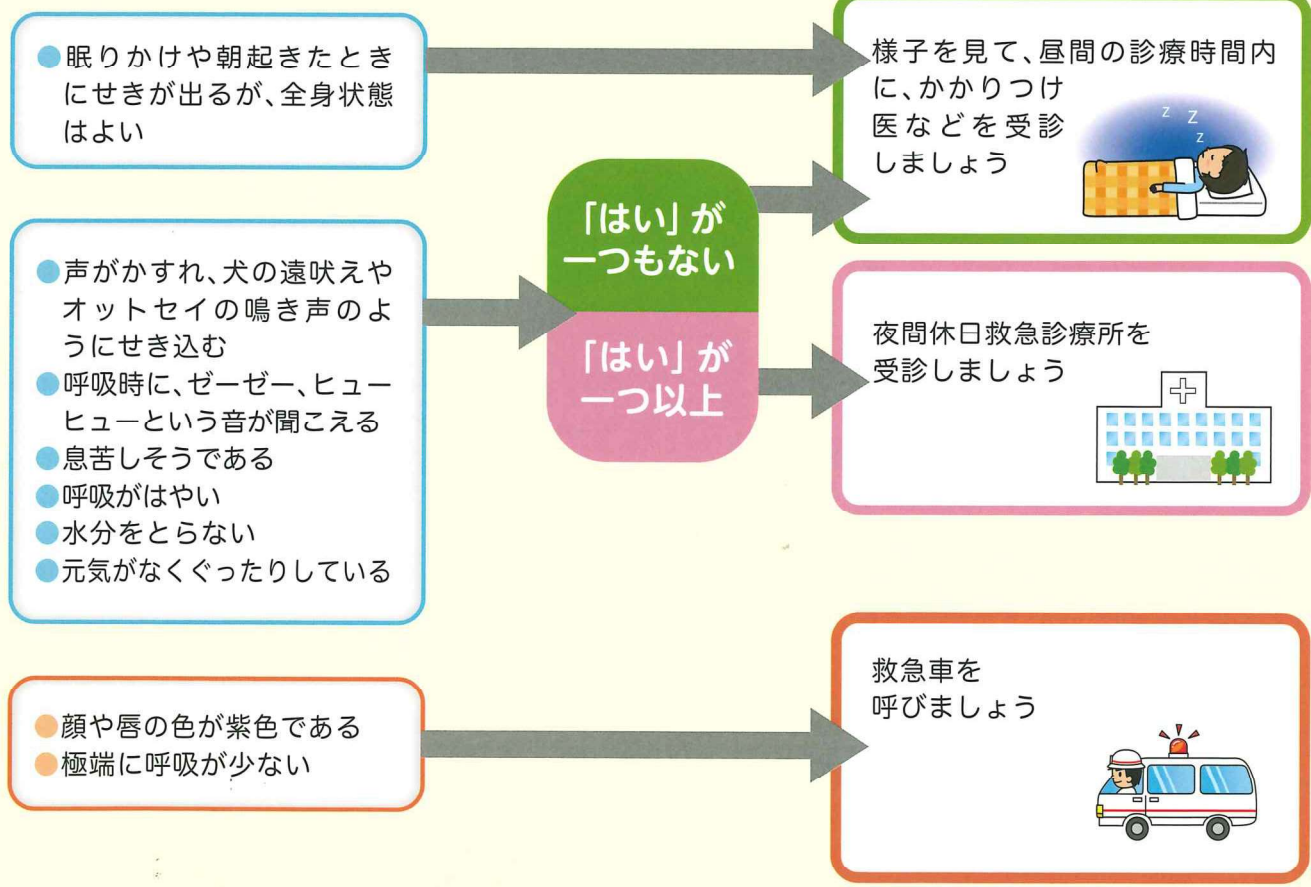 ●眠りかけや朝起きたとき
にせきが出るが、全身状態
はよい
様子を見て、昼間の診療時間内
に、かかりつけ
医などを受診
しましょう
z Z
z
「はい」が
一つもない
●声がかすれ、犬の遠吠えや
オットセイの鳴き声のよ
うにせき込む
●呼吸時に、ゼーゼー、ヒュー
ヒューという音が聞こえる
●息苦しそうである
●呼吸がはやい
●水分をとらない
●元気がなくぐったりしている
「はい」が
一つ以上
夜間休日救急診療所を
受診しましょう
●顔や唇の色が紫色である
●極端に呼吸が少ない
救急車を
呼びましょう